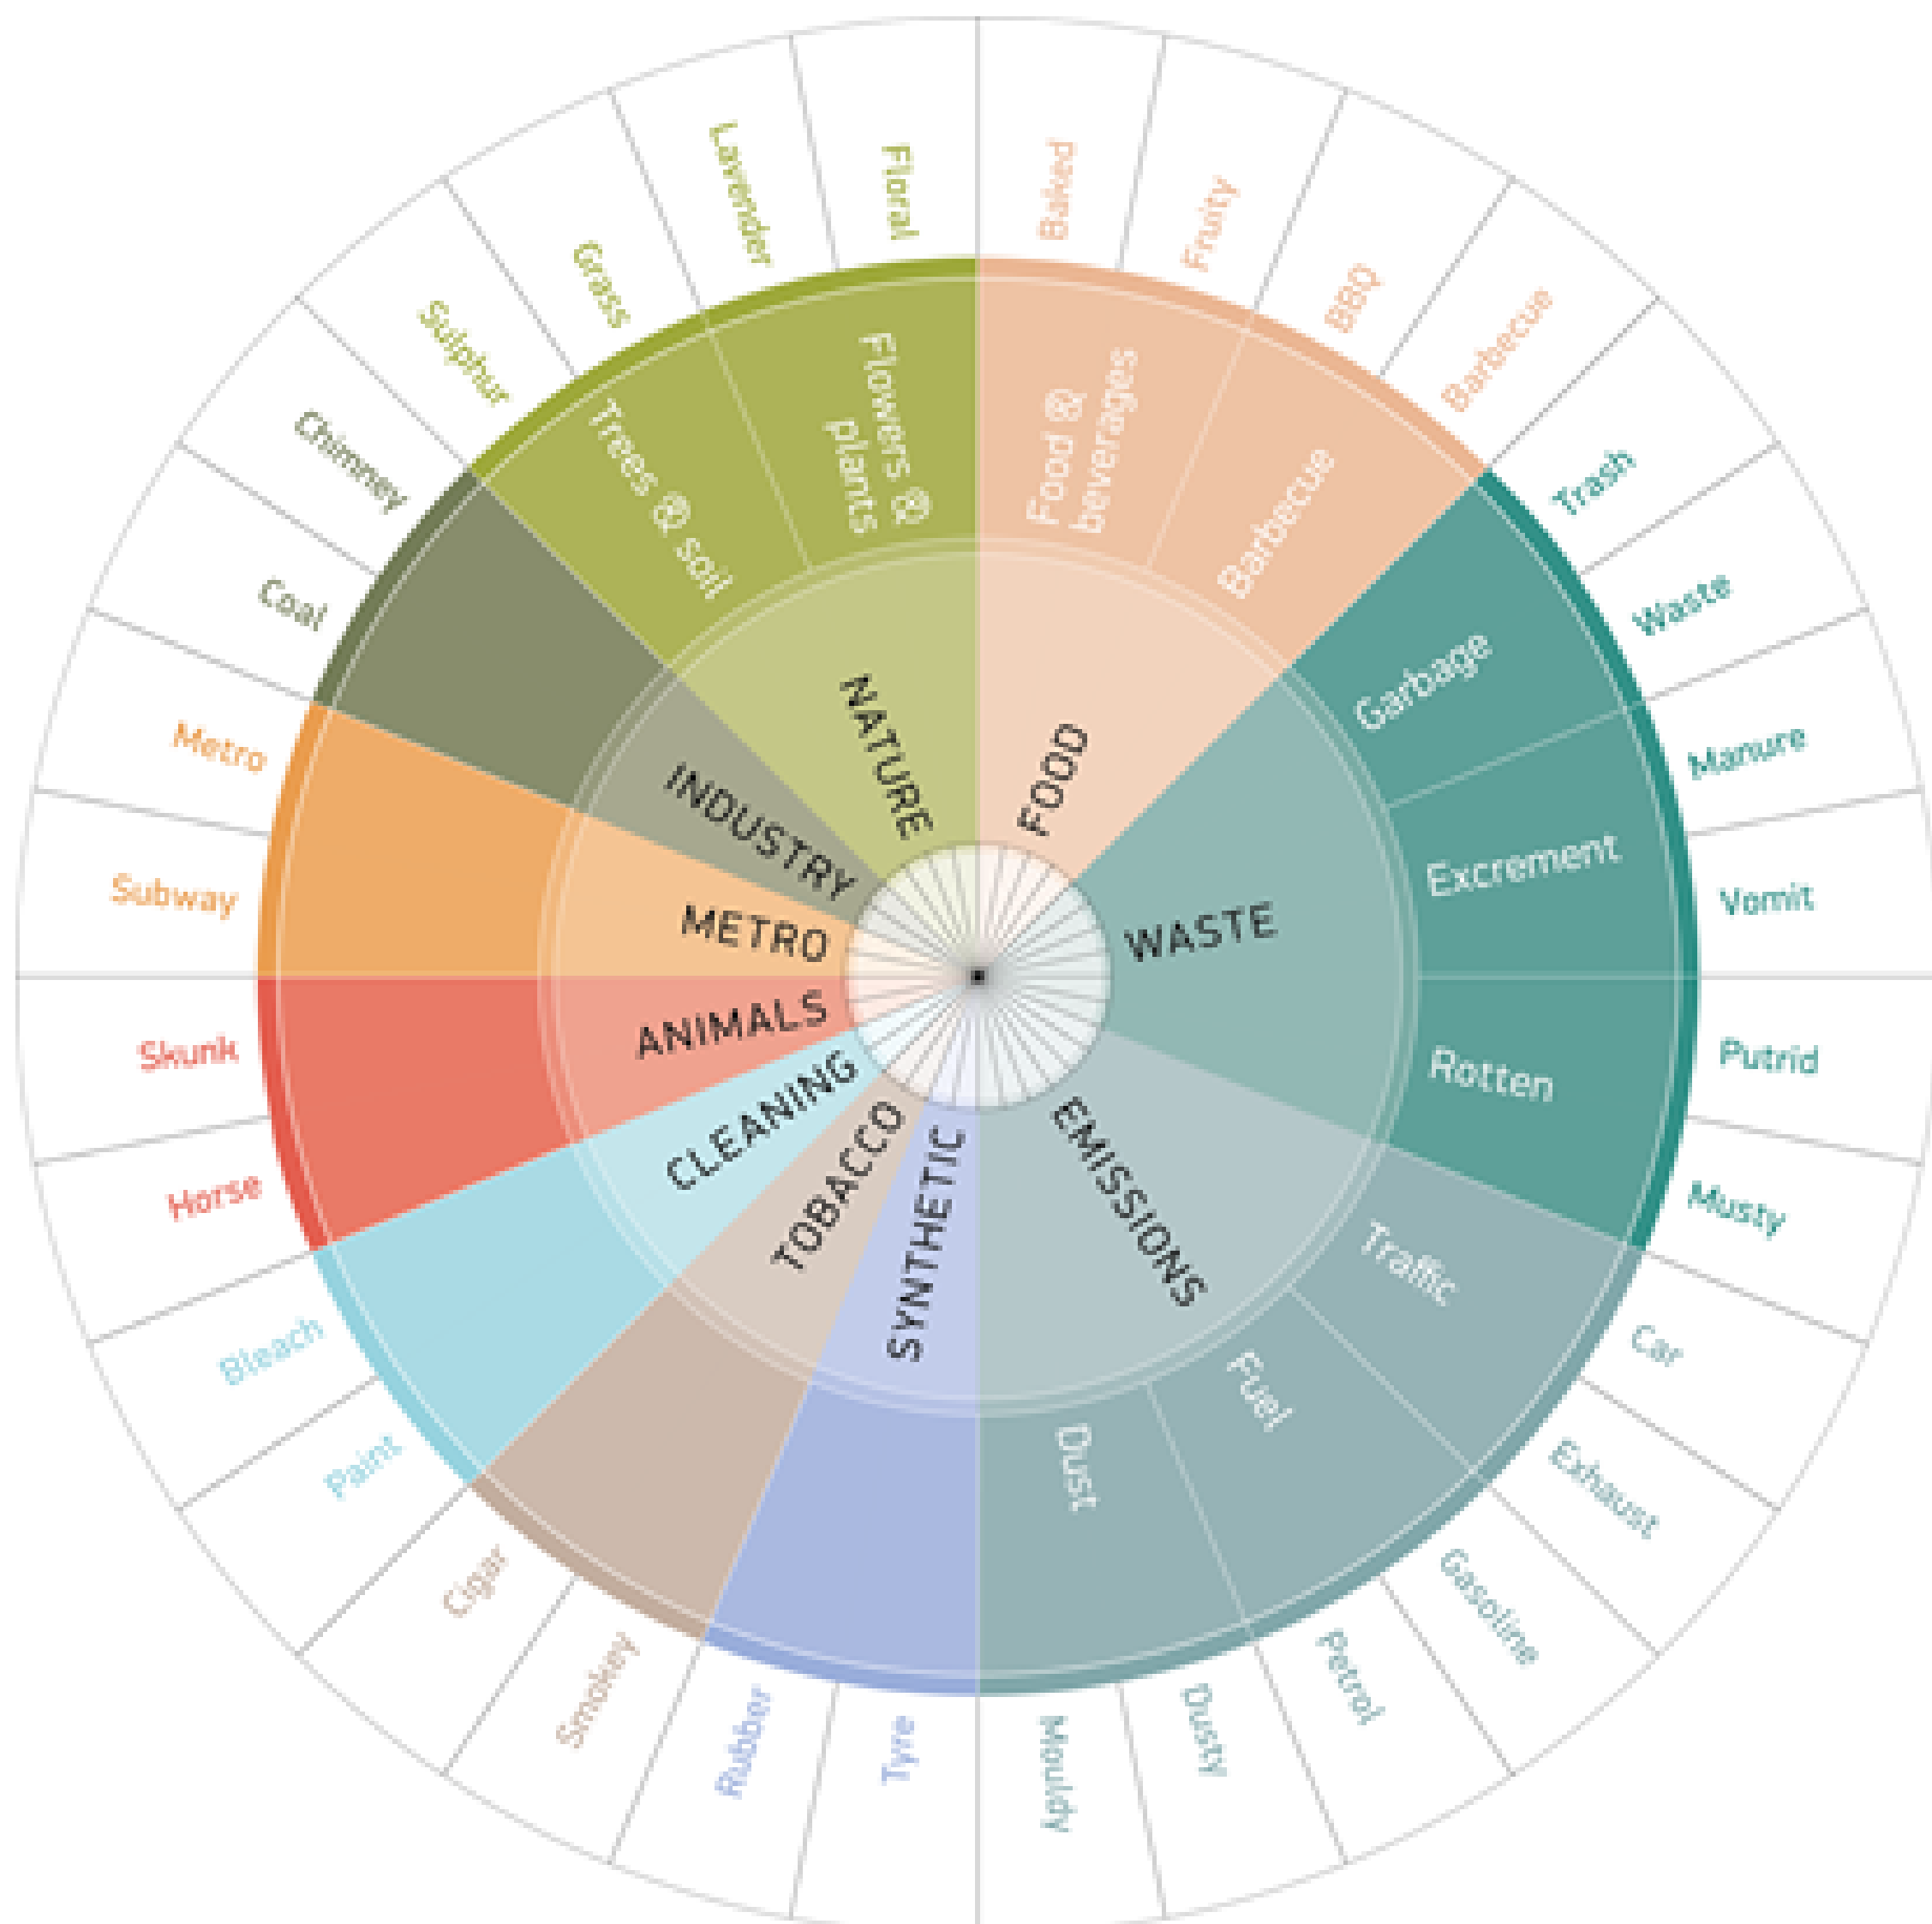 FOOD
WASTE
EMISSIONS
SYNTHETIC
TOBACCO
CLEANING
ANIMALS
METRO
INDUSTRY
NATURE
Food &
beverages
Barbecue
Garbage
Excrement
Rotten
Traffic
Fuel
Dust
Trees & soil
Flowers &
plants
Baked
Fruity
BBQ
Barbecue
Trash
Waste
Manure
Vomit
Putrid
Musty
Car
Exhaust
Gasoline
Petrol
Dusty
Mouldy
Tyre
Rubber
Smokey
Cigar
Paint
Bleach
Horse
Skunk
Subway
Metro
Coal
Chimney
Sulphur
Grass
Lavender
Floral